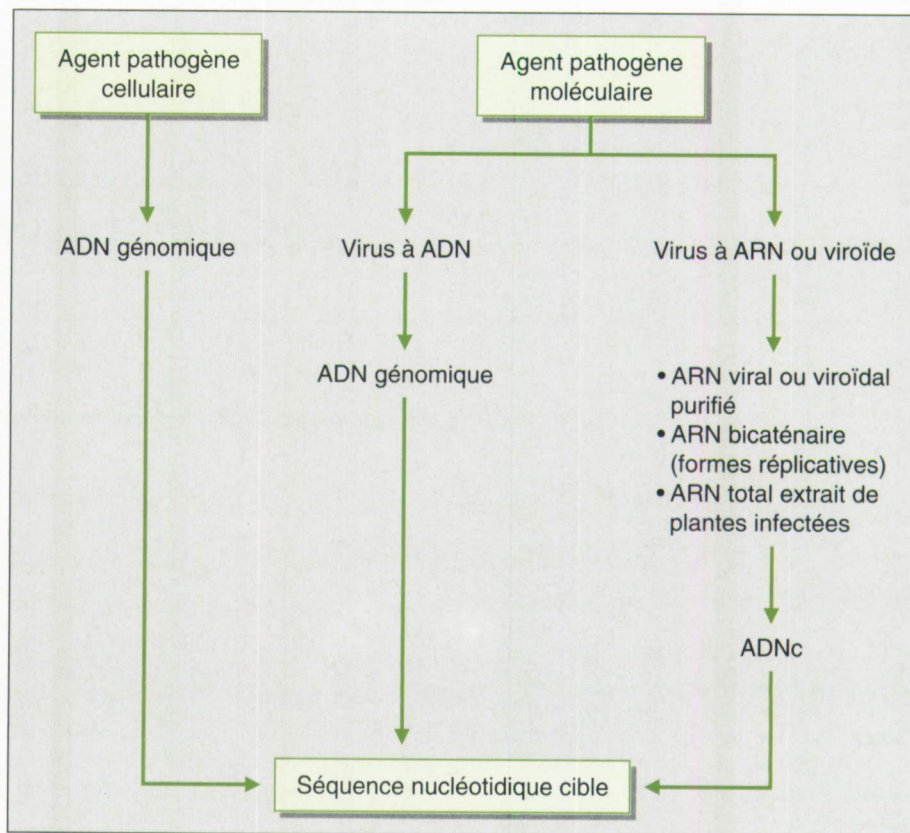 Agent pathogène
cellulaire
Agent pathogène
moléculaire
ADN génomique
Virus à ADN
Virus à ARN ou viroïde
ADN génomique
• ARN viral ou viroïdal
purifié
• ARN bicaténaire
(formes réplicatives)
• ARN total extrait de
plantes infectées
ADNc
Séquence nucléotidique cible